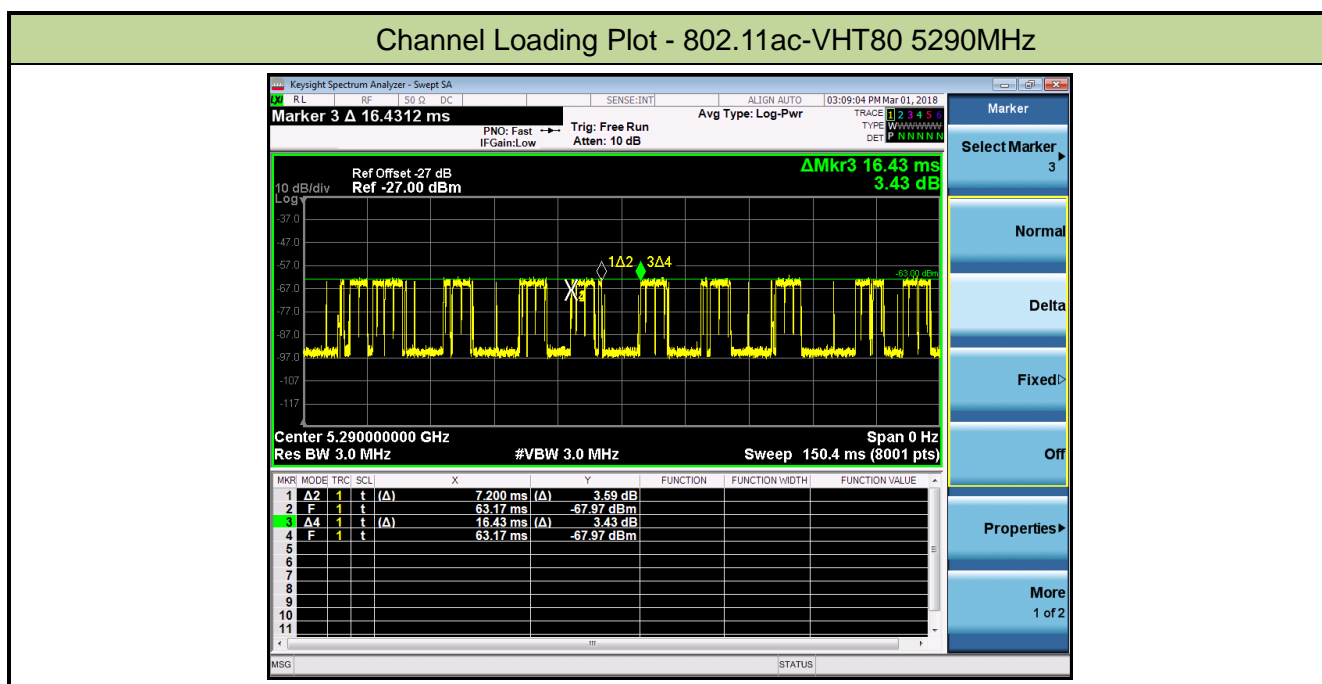 Channel Loading Plot - 802.11ac-VHT80 5290MHz
Keysight Spectrum Analyzer - Swept SA
LXI RL RF 50 Ω DC SENSE:INT ALIGN AUTO 03:09:04 PM Mar 01, 2018
Marker 3 Δ 16.4312 ms
PNO: Fast
IFGain:Low
Trig: Free Run
Atten: 10 dB
Avg Type: Log-Pwr
TRACE 1 2 3 4 5 6
TYPE WWWWWW
DET P N N N N N
ΔMkr3 16.43 ms
3.43 dB
Ref Offset -27 dB
10 dB/div Ref -27.00 dBm
Log
-37.0
-47.0
-57.0
-67.0
-77.0
-87.0
-97.0
-107
-117
1Δ2 3Δ4
-63.00 dBm
Center 5.290000000 GHz Span 0 Hz
Res BW 3.0 MHz #VBW 3.0 MHz Sweep 150.4 ms (8001 pts)
MKR MODE TRC SCL X Y FUNCTION FUNCTION WIDTH FUNCTION VALUE
1 Δ2 1 t (Δ) 7.200 ms (Δ) 3.59 dB
2 F 1 t 63.17 ms -67.97 dBm
3 Δ4 1 t (Δ) 16.43 ms (Δ) 3.43 dB
4 F 1 t 63.17 ms -67.97 dBm
5
6
7
8
9
10
11
MSG STATUS
Marker
Select Marker
3
Normal
Delta
Fixed
Off
Properties
More
1 of 2